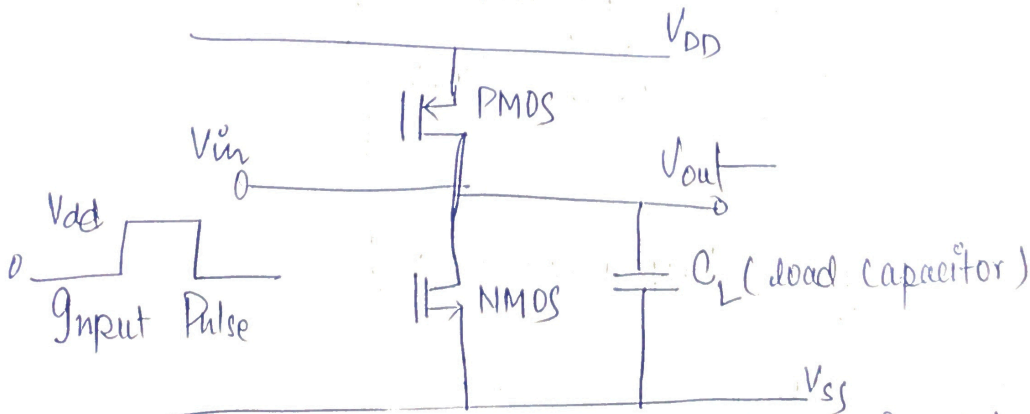 VDD
PMOS
Vin
Vout
Vdd
0
CL (load capacitor)
NMOS
Input Pulse
VSS